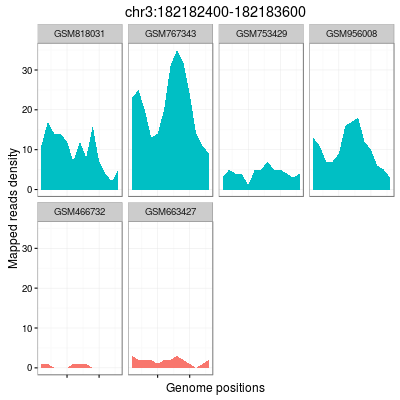 chr3:182182400-182183600
GSM818031 GSM767343 GSM753429 GSM956008
30
20
10
0
GSM466732 GSM663427
30
20
10
0
Mapped reads density
Genome positions